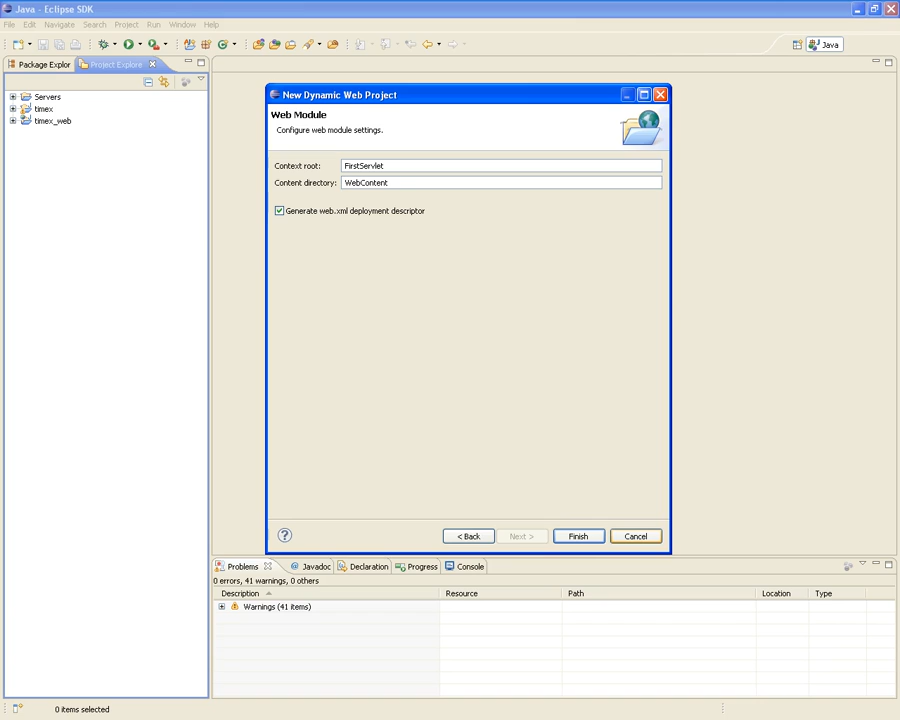 Java - Eclipse SDK
File Edit Navigate Search Project Run Window Help
Java
Package Explor Project Explore
Servers
timex
timex_web
New Dynamic Web Project
Web Module
Configure web module settings.
Context root: FirstServlet
Content directory: WebContent
Generate web.xml deployment descriptor
< Back Next > Finish Cancel
Problems Javadoc Declaration Progress Console
0 errors, 41 warnings, 0 others
Description Resource Path Location Type
Warnings (41 items)
0 items selected